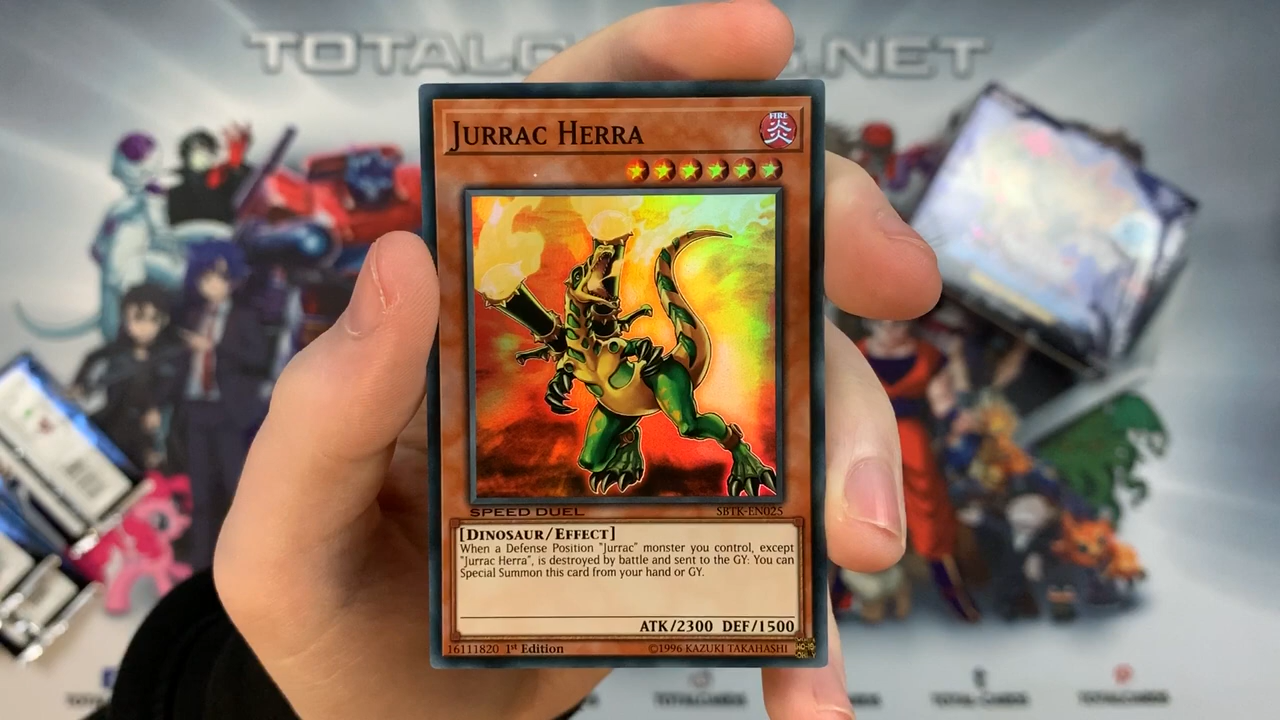 TOTALC S.NET
JURRAC HERRA
FIRE
炎
SPEED DUEL
SBTK-EN025
[DINOSAUR/EFFECT]
When a Defense Position "Jurrac" monster you control, except
"Jurrac Herra", is destroyed by battle and sent to the GY: You can
Special Summon this card from your hand or GY.
ATK/2300 DEF/1500
16111820 1st Edition
©1996 KAZUKI TAKAHASHI
TOTALCARDS
TOTALCARDS